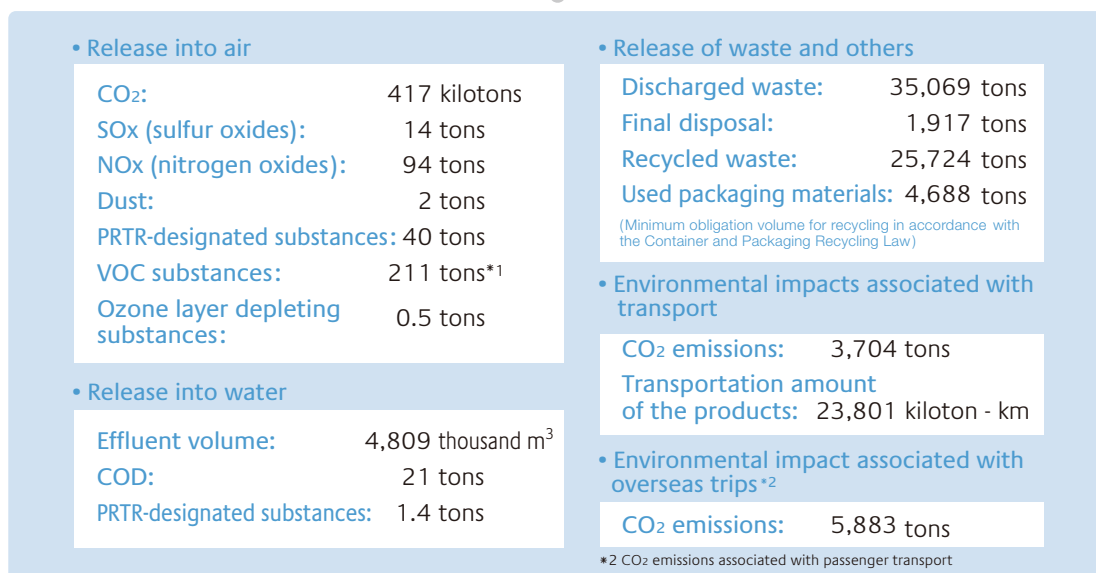 • Release into air
CO2: 417 kilotons
SOx (sulfur oxides): 14 tons
NOx (nitrogen oxides): 94 tons
Dust: 2 tons
PRTR-designated substances: 40 tons
VOC substances: 211 tons*1
Ozone layer depleting
substances: 0.5 tons
• Release into water
Effluent volume: 4,809 thousand m3
COD: 21 tons
PRTR-designated substances: 1.4 tons
• Release of waste and others
Discharged waste: 35,069 tons
Final disposal: 1,917 tons
Recycled waste: 25,724 tons
Used packaging materials: 4,688 tons
(Minimum obligation volume for recycling in accordance with
the Container and Packaging Recycling Law)
• Environmental impacts associated with
transport
CO2 emissions: 3,704 tons
Transportation amount
of the products: 23,801 kiloton - km
• Environmental impact associated with
overseas trips*2
CO2 emissions: 5,883 tons
*2 CO2 emissions associated with passenger transport